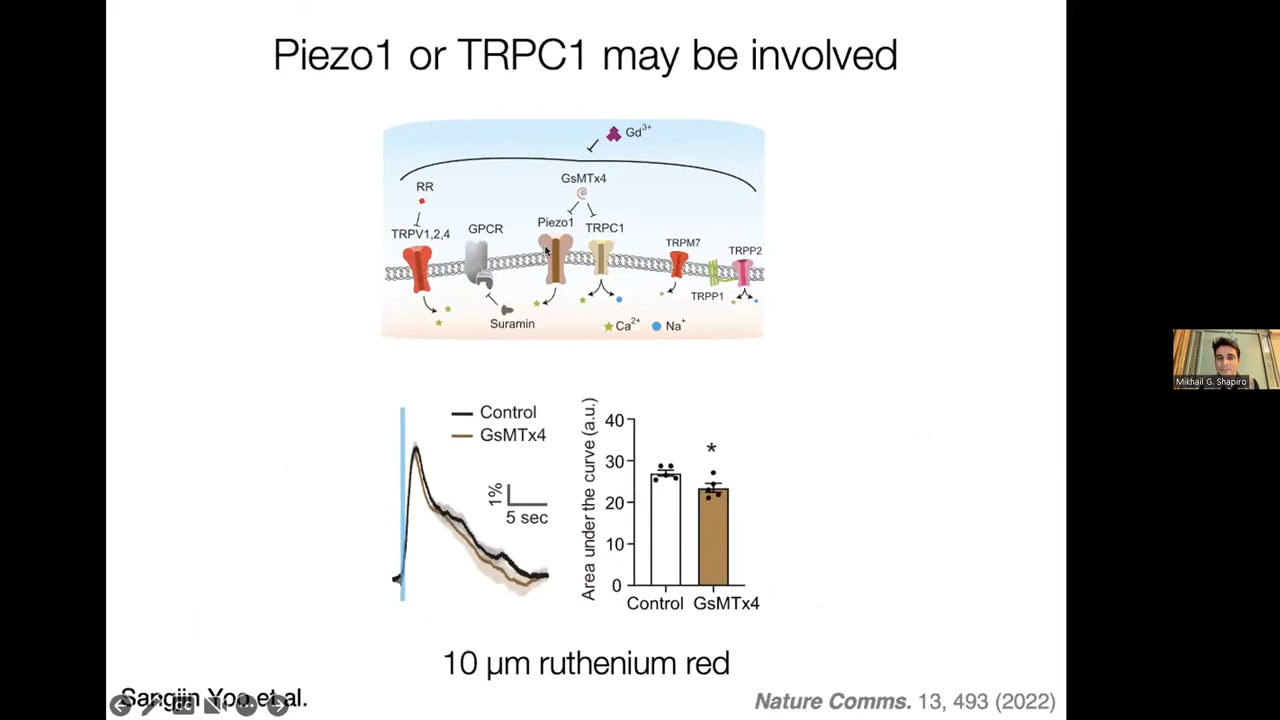 Piezo1 or TRPC1 may be involved
Gd3+
GsMTx4
RR
Piezo1
TRPC1
TRPV1,2,4
GPCR
TRPM7
TRPP2
TRPP1
Suramin
Ca2+
Na+
Mikhail G. Shapiro
Control
GsMTx4
1%
5 sec
Area under the curve (a.u.)
40
30
20
10
0
*
Control
GsMTx4
10 µm ruthenium red
Sangjin Yoo et al.
Nature Comms. 13, 493 (2022)